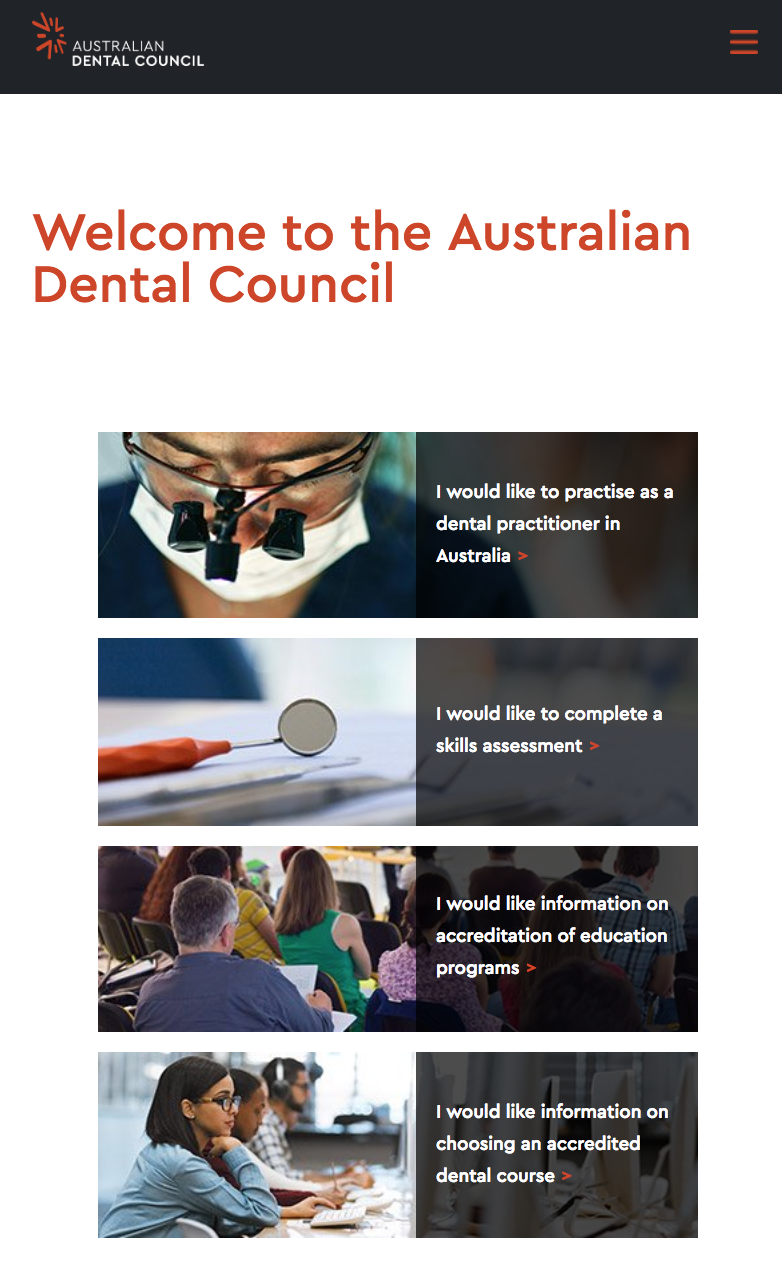 AUSTRALIAN
DENTAL COUNCIL
Welcome to the Australian
Dental Council
I would like to practise as a
dental practitioner in
Australia >
I would like to complete a
skills assessment >
I would like information on
accreditation of education
programs >
I would like information on
choosing an accredited
dental course >